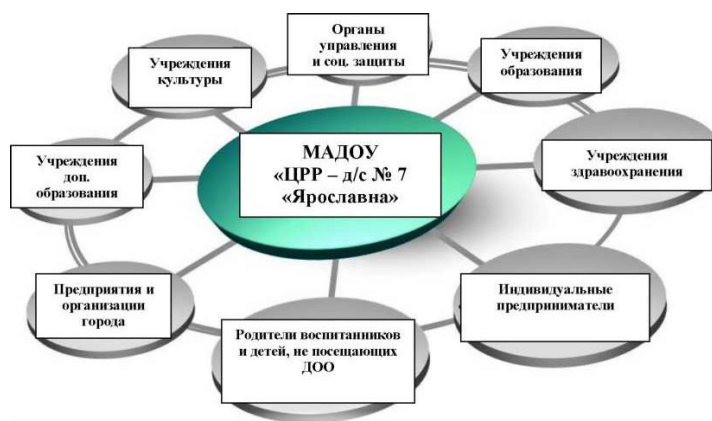 Органы
управления
и соц. защиты
Учреждения
культуры
Учреждения
образования
МАДОУ
«ЦРР – д/с № 7
«Ярославна»
Учреждения
доп.
образования
Учреждения
здравоохранения
Предприятия и
организации
города
Индивидуальные
предприниматели
Родители воспитанников
и детей, не посещающих
ДОО